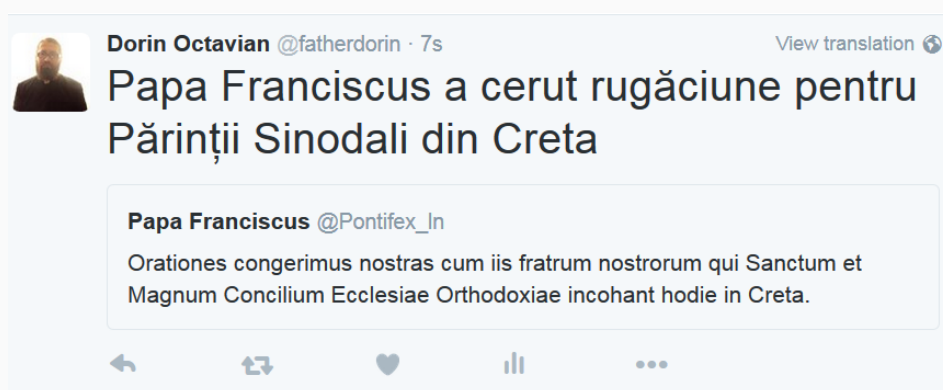 Dorin Octavian @fatherdorin · 7s View translation
Papa Franciscus a cerut rugăciune pentru
Părinții Sinodali din Creta
Papa Franciscus @Pontifex_ln
Orationes congerimus nostras cum iis fratrum nostrorum qui Sanctum et
Magnum Concilium Ecclesiae Orthodoxiae incohant hodie in Creta.